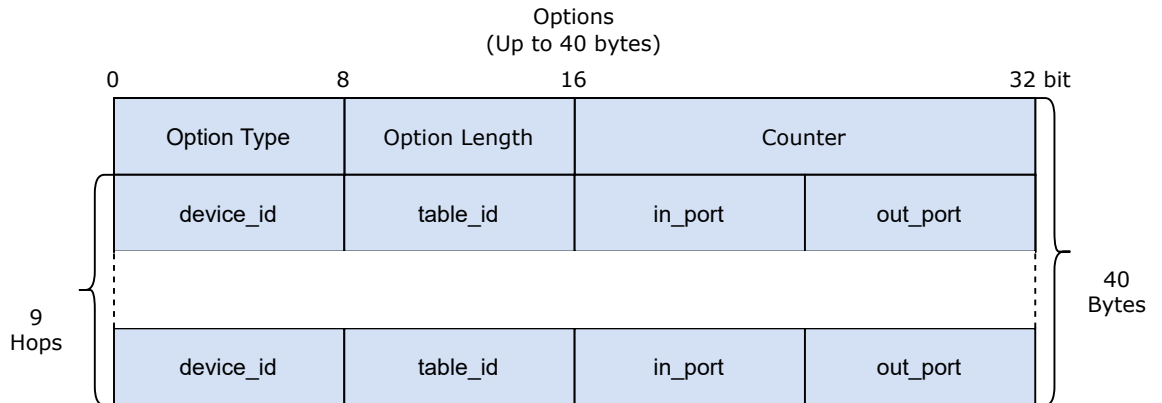 Options
(Up to 40 bytes)
0 8 16 32 bit
Option Type Option Length Counter
device_id table_id in_port out_port
9
Hops
40
Bytes
device_id table_id in_port out_port